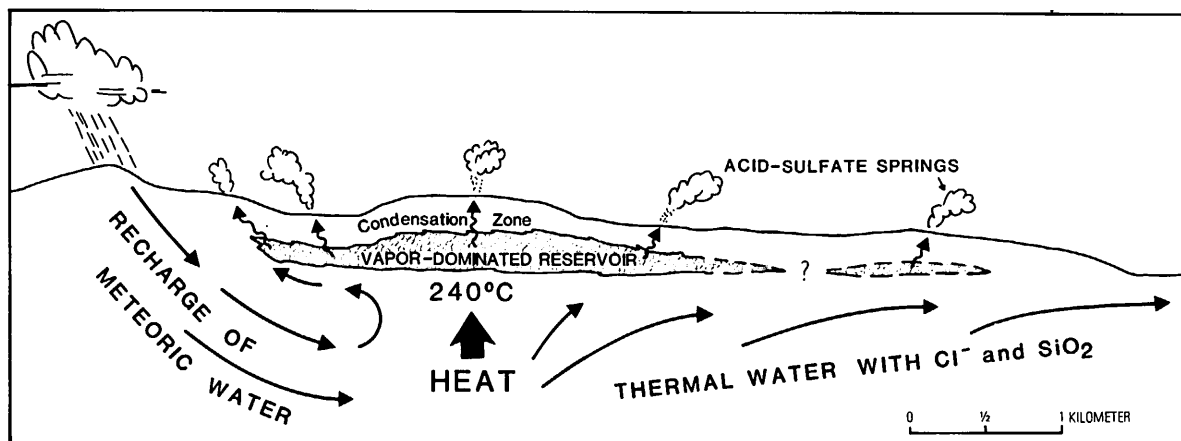 ACID-SULFATE SPRINGS
Condensation Zone
VAPOR-DOMINATED RESERVOIR
?
240°C
HEAT
RECHARGE OF
METEORIC WATER
THERMAL WATER WITH Cl⁻ and SiO₂
0 ½ 1 KILOMETER